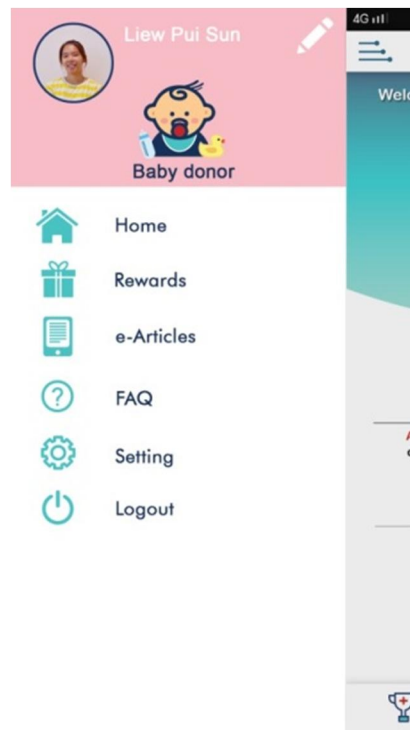 Liew Pui Sun
4G
Baby donor
Home
Rewards
e-Articles
FAQ
Setting
Logout